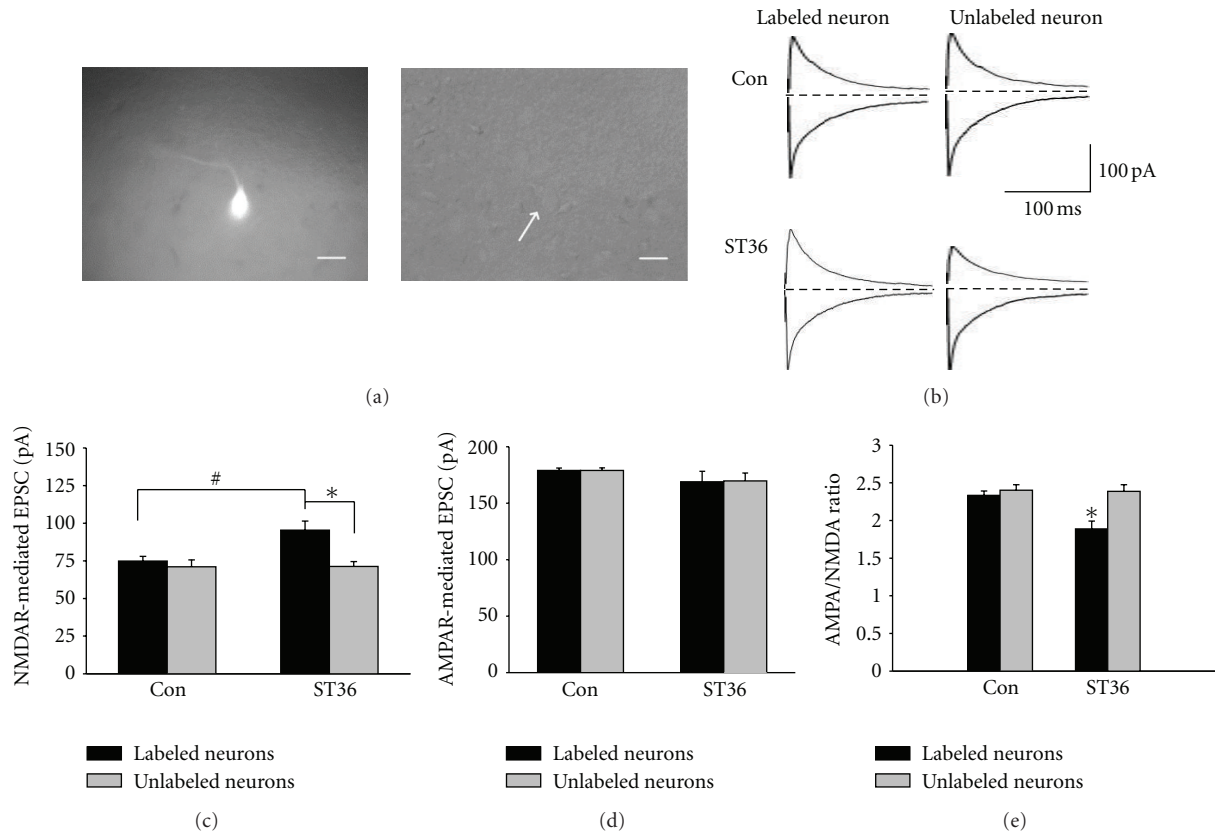 Labeled neuron
Unlabeled neuron
Con
100 pA
100 ms
ST36
(a)
(b)
NMDAR-mediated EPSC (pA)
150
125
100
75
50
25
0
#
*
Con
ST36
Labeled neurons
Unlabeled neurons
(c)
AMPAR-mediated EPSC (pA)
200
150
100
50
0
Con
ST36
Labeled neurons
Unlabeled neurons
(d)
AMPA/NMDA ratio
3
2.5
2
1.5
1
0.5
0
*
Con
ST36
Labeled neurons
Unlabeled neurons
(e)